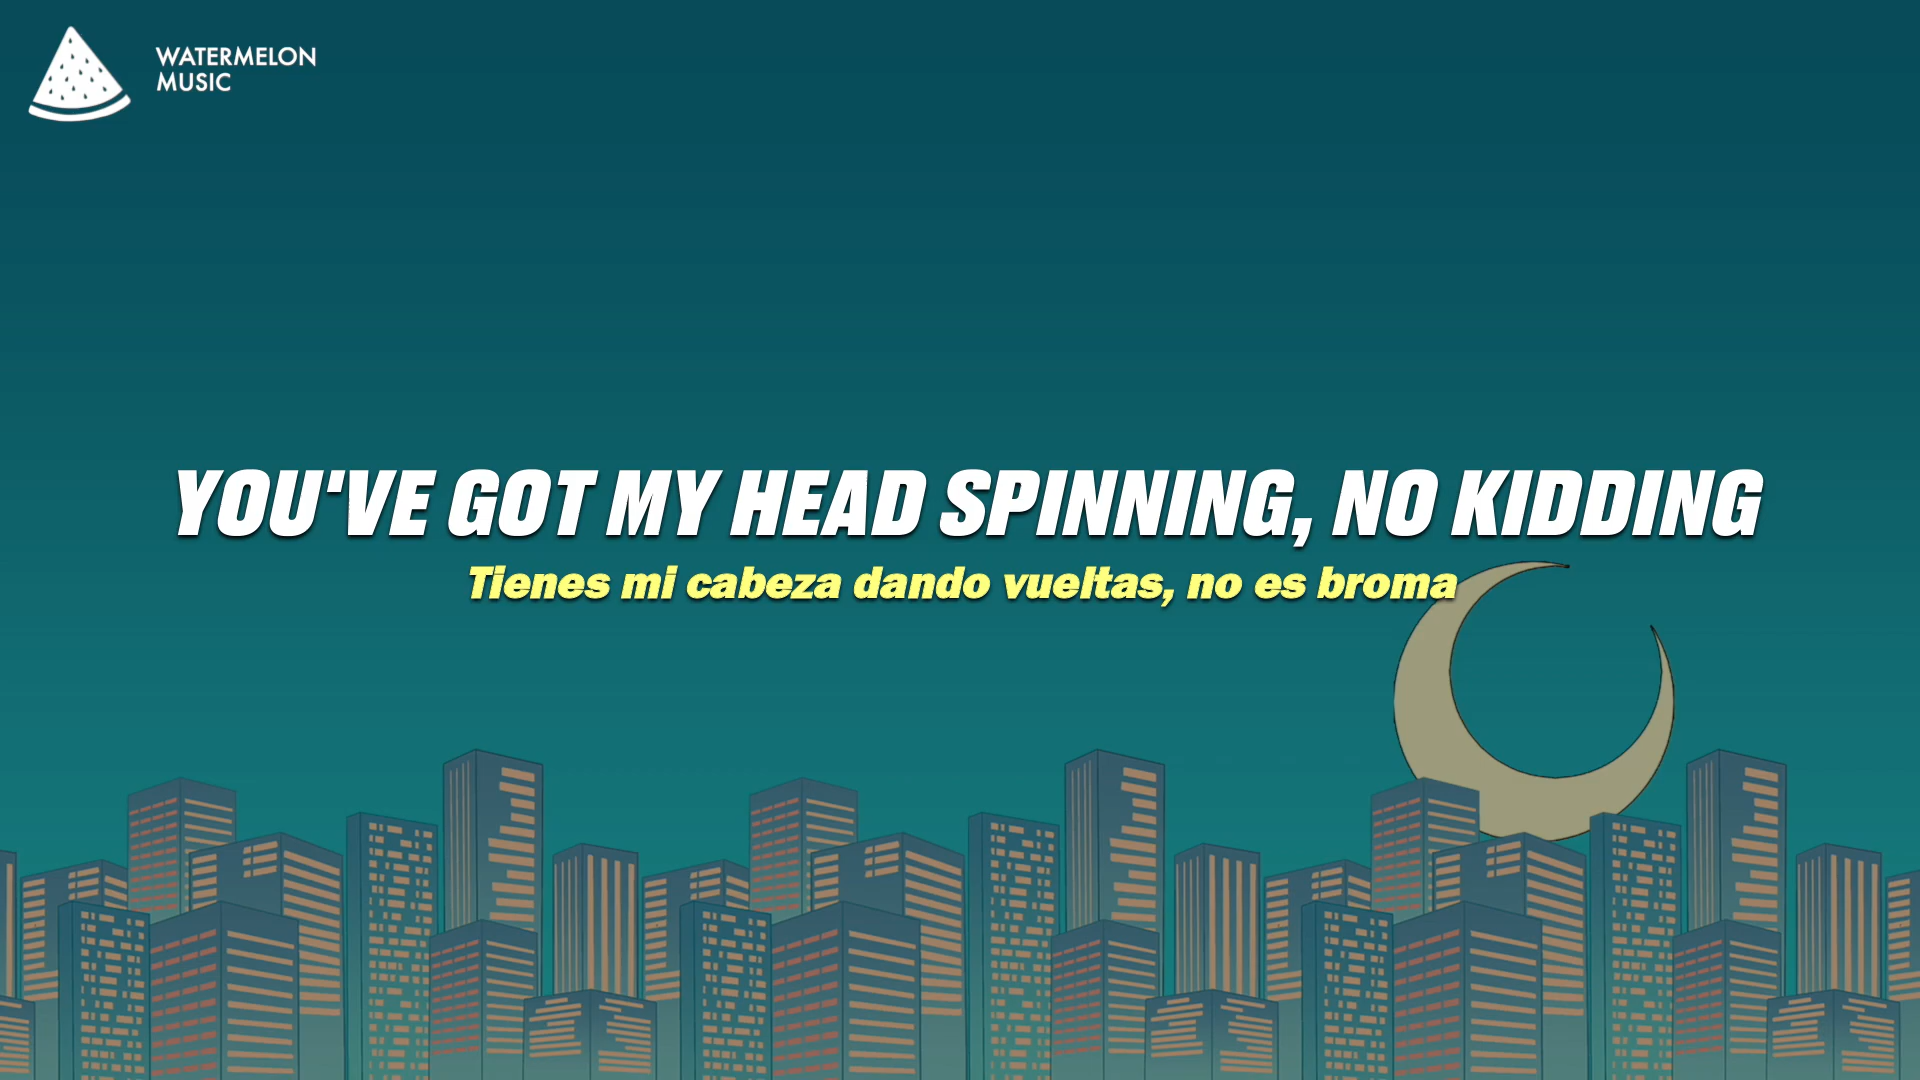 WATERMELON
MUSIC
YOU'VE GOT MY HEAD SPINNING, NO KIDDING
Tienes mi cabeza dando vueltas, no es broma